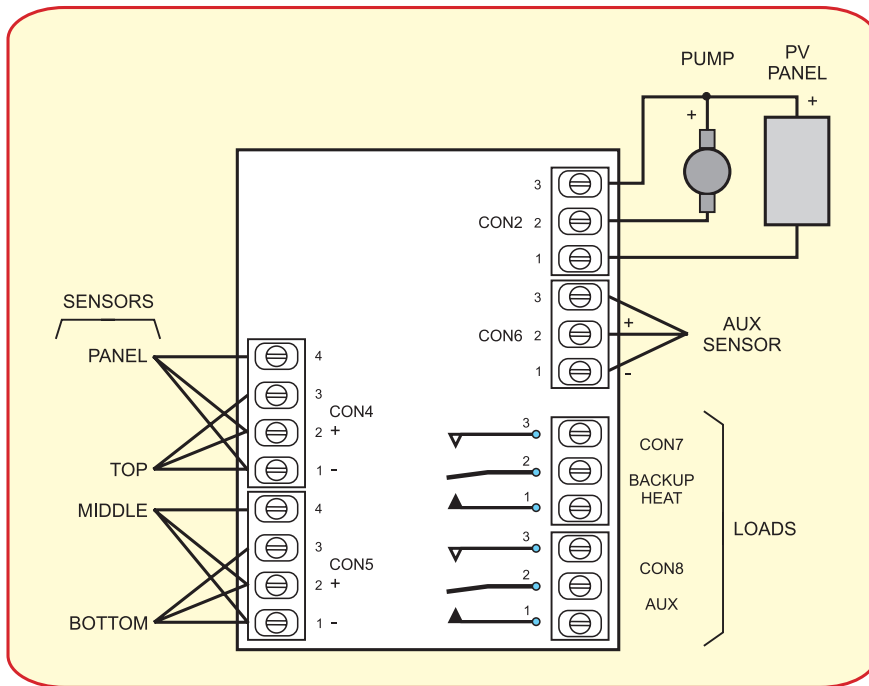 PUMP
PV
PANEL
+
+
3
CON2 2
1
3
CON6 2 +
1 -
AUX
SENSOR
SENSORS
PANEL
TOP
MIDDLE
BOTTOM
4
3
CON4
2 +
1 -
4
3
CON5
2 +
1 -
3
2
1
CON7
BACKUP
HEAT
3
2
1
CON8
AUX
LOADS